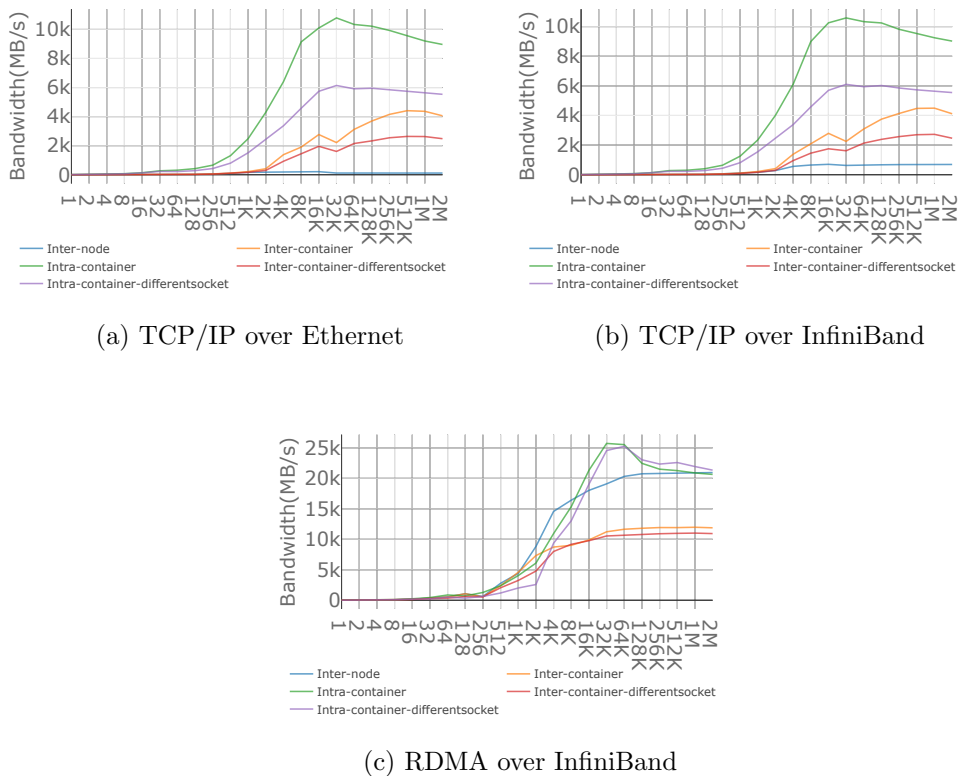 Bandwidth(MB/s)
10k
8k
6k
4k
2k
0
1
2
4
8
16
32
64
128
256
512
1K
2K
4K
8K
16K
32K
64K
128K
256K
512K
1M
2M
Inter-node
Inter-container
Intra-container
Inter-container-differentsocket
Intra-container-differentsocket
(a) TCP/IP over Ethernet
Bandwidth(MB/s)
10k
8k
6k
4k
2k
0
1
2
4
8
16
32
64
128
256
512
1K
2K
4K
8K
16K
32K
64K
128K
256K
512K
1M
2M
Inter-node
Inter-container
Intra-container
Inter-container-differentsocket
Intra-container-differentsocket
(b) TCP/IP over InfiniBand
Bandwidth(MB/s)
25k
20k
15k
10k
5k
0
1
2
4
8
16
32
64
128
256
512
1K
2K
4K
8K
16K
32K
64K
128K
256K
512K
1M
2M
Inter-node
Inter-container
Intra-container
Inter-container-differentsocket
Intra-container-differentsocket
(c) RDMA over InfiniBand